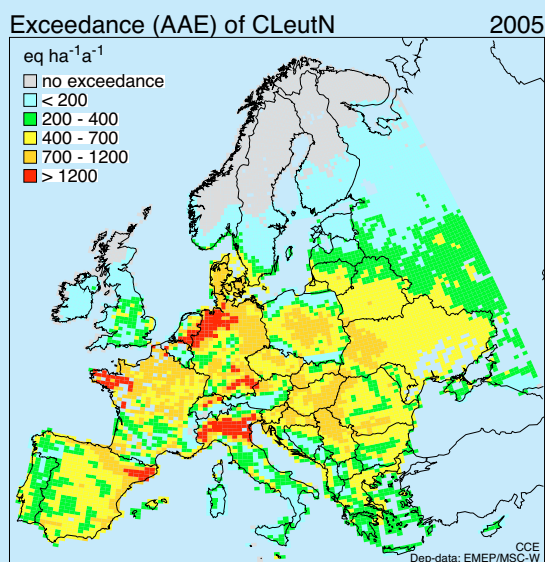 Exceedance (AAE) of CLeutN 2005
eq ha⁻¹a⁻¹
no exceedance
< 200
200 - 400
400 - 700
700 - 1200
> 1200
CCE
Dep-data: EMEP/MSC-W